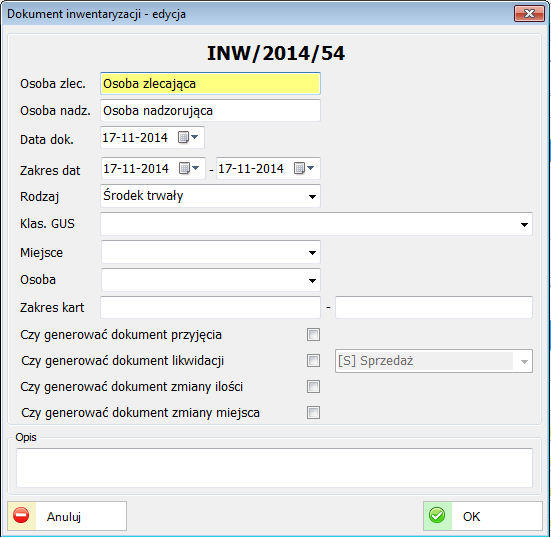 Dokument inwentaryzacji - edycja
INW/2014/54
Osoba zlec. Osoba zlecająca
Osoba nadz. Osoba nadzorująca
Data dok. 17-11-2014
Zakres dat 17-11-2014 - 17-11-2014
Rodzaj Środek trwały
Klas. GUS
Miejsce
Osoba
Zakres kart -
Czy generować dokument przyjęcia
Czy generować dokument likwidacji [S] Sprzedaż
Czy generować dokument zmiany ilości
Czy generować dokument zmiany miejsca
Opis
Anuluj OK